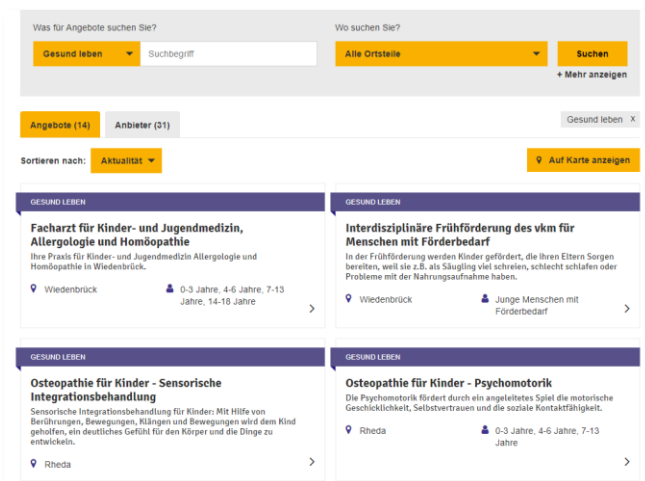 Was für Angebote suchen Sie?
Wo suchen Sie?
Gesund leben
Suchbegriff
Alle Ortsteile
Suchen
+ Mehr anzeigen
Angebote (14)
Anbieter (31)
Gesund leben X
Sortieren nach:
Aktualität
Auf Karte anzeigen
GESUND LEBEN
Facharzt für Kinder- und Jugendmedizin,
Allergologie und Homöopathie
Ihre Praxis für Kinder- und Jugendmedizin Allergologie und
Homöopathie in Wiedenbrück.
Wiedenbrück
0-3 Jahre, 4-6 Jahre, 7-13
Jahre, 14-18 Jahre
GESUND LEBEN
Interdisziplinäre Frühförderung des vkm für
Menschen mit Förderbedarf
In der Frühförderung werden Kinder gefördert, die ihren Eltern Sorgen
bereiten, weil sie z.B. als Säugling viel schreien, schlecht schlafen oder
Probleme mit der Nahrungsaufnahme haben.
Wiedenbrück
Junge Menschen mit
Förderbedarf
GESUND LEBEN
Osteopathie für Kinder - Sensorische
Integrationsbehandlung
Sensorische Integrationsbehandlung für Kinder: Mit Hilfe von
Berührungen, Bewegungen, Klängen und Bewegungen wird dem Kind
geholfen, ein deutliches Gefühl für den Körper und die Dinge zu
entwickeln.
Rheda
GESUND LEBEN
Osteopathie für Kinder - Psychomotorik
Die Psychomotorik fördert durch ein angeleitetes Spiel die motorische
Geschicklichkeit, Selbstvertrauen und die soziale Kontaktfähigkeit.
Rheda
0-3 Jahre, 4-6 Jahre, 7-13
Jahre